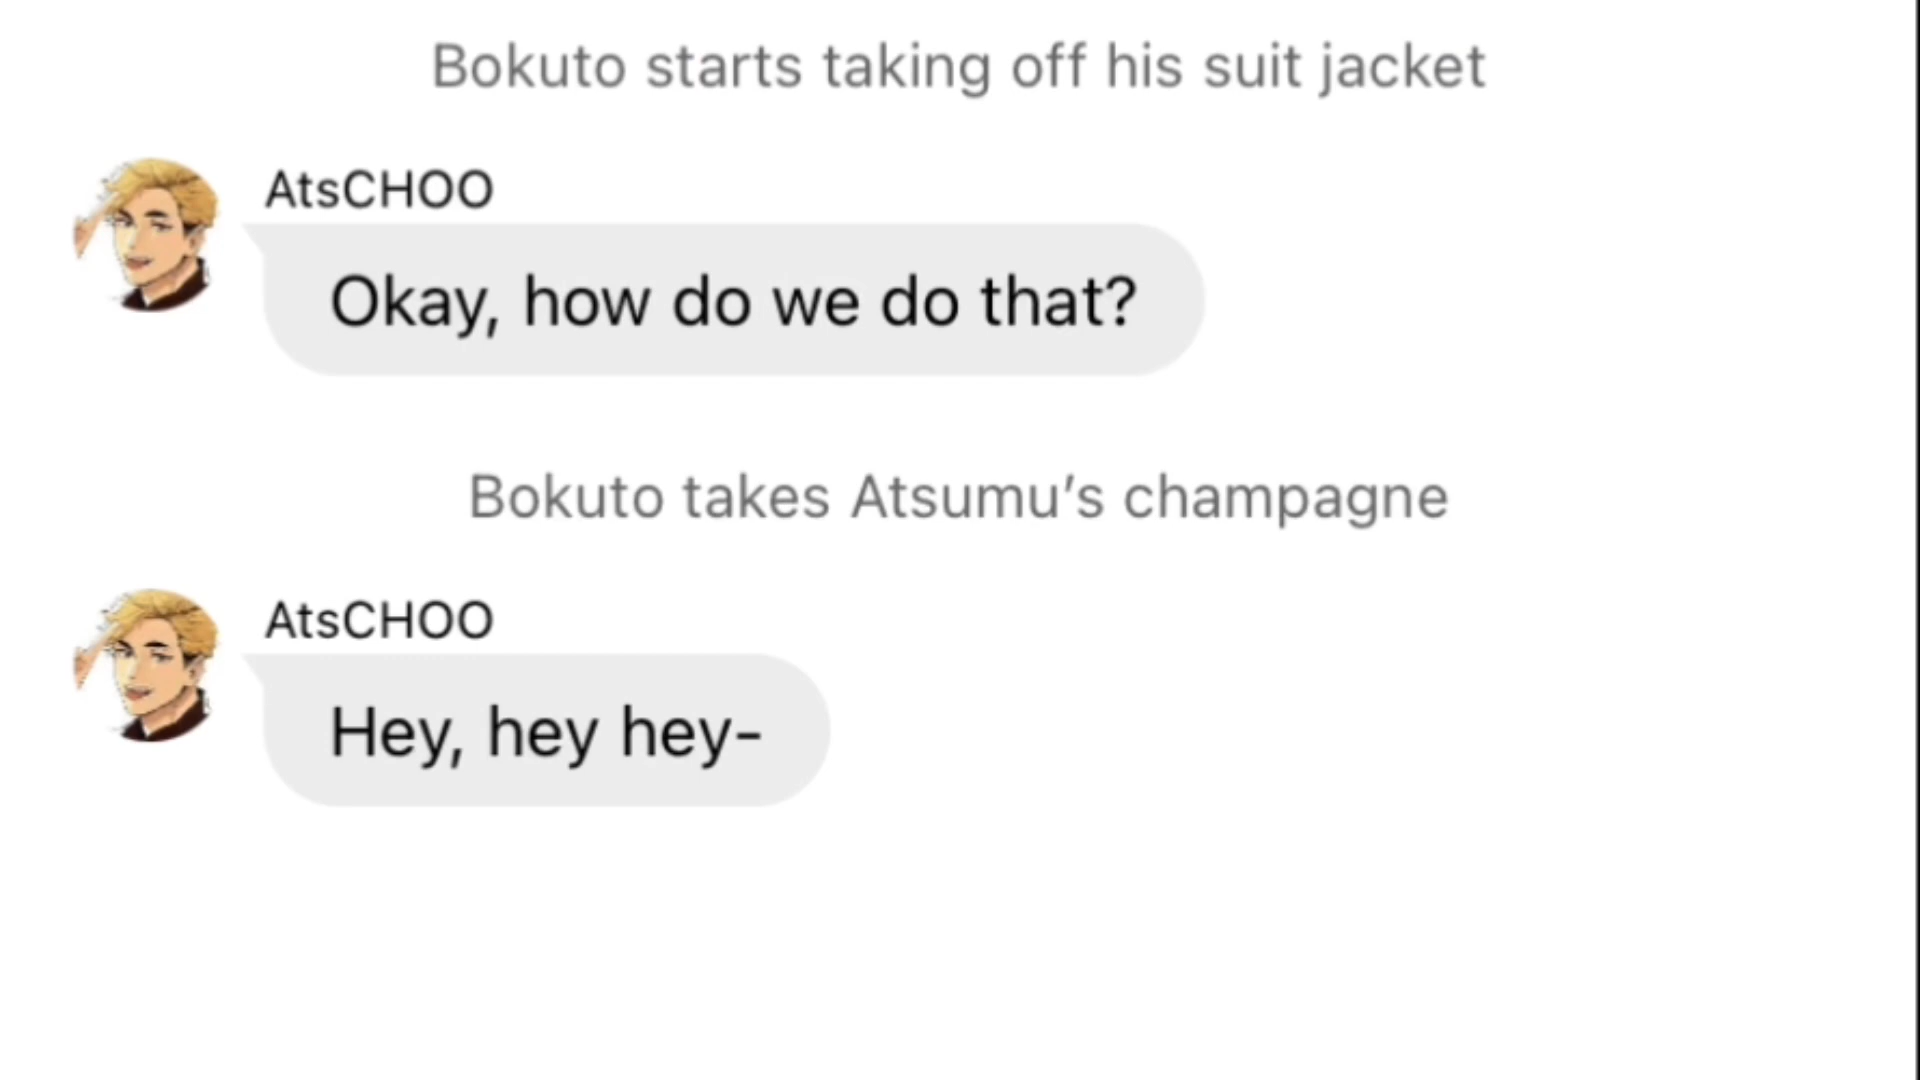 Bokuto starts taking off his suit jacket
AtsCHOO
Okay, how do we do that?
Bokuto takes Atsumu’s champagne
AtsCHOO
Hey, hey hey-